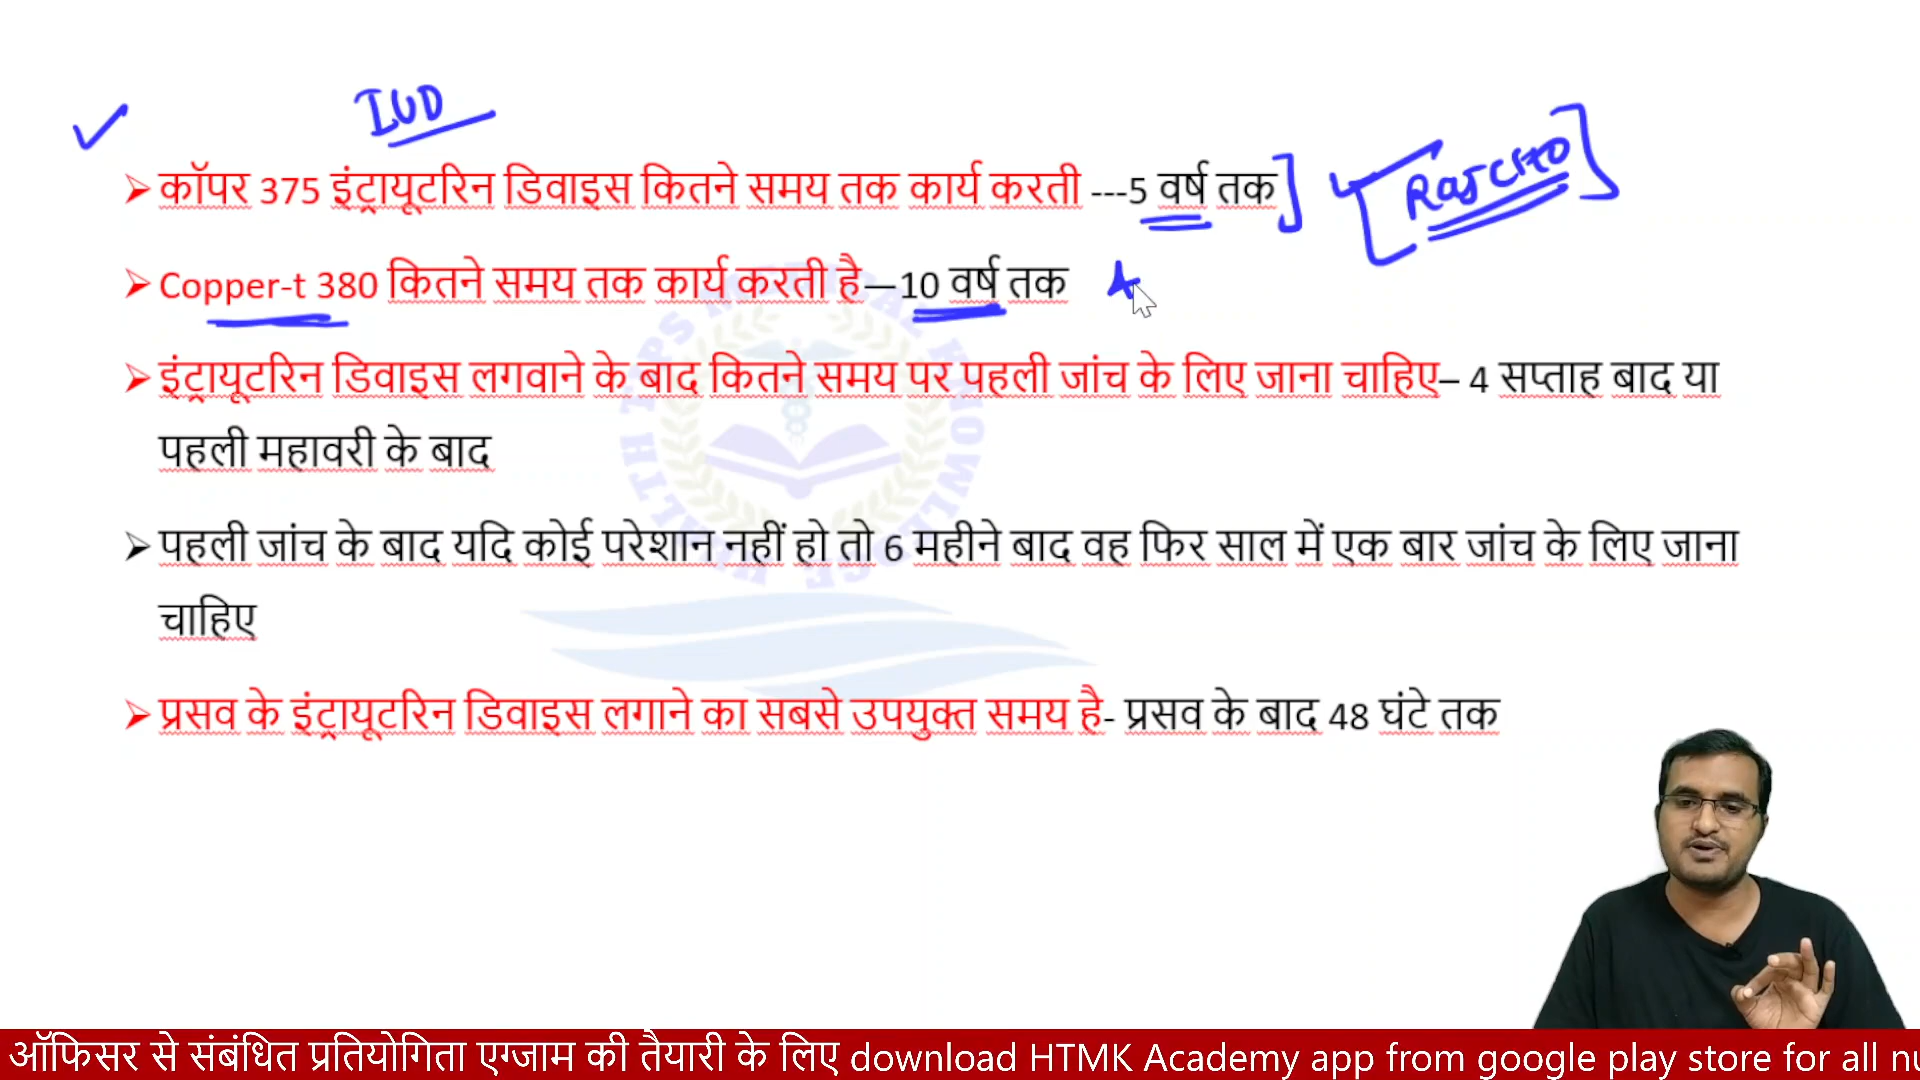 IUD
कॉपर 375 इंट्रायूटरिन डिवाइस कितने समय तक कार्य करती ---5 वर्ष तक
Raj CHO
Copper-t 380 कितने समय तक कार्य करती है—10 वर्ष तक
इंट्रायूटरिन डिवाइस लगवाने के बाद कितने समय पर पहली जांच के लिए जाना चाहिए– 4 सप्ताह बाद या
पहली महावरी के बाद
पहली जांच के बाद यदि कोई परेशान नहीं हो तो 6 महीने बाद वह फिर साल में एक बार जांच के लिए जाना
चाहिए
प्रसव के इंट्रायूटरिन डिवाइस लगाने का सबसे उपयुक्त समय है- प्रसव के बाद 48 घंटे तक
ऑफिसर से संबंधित प्रतियोगिता एग्जाम की तैयारी के लिए download HTMK Academy app from google play store for all nu